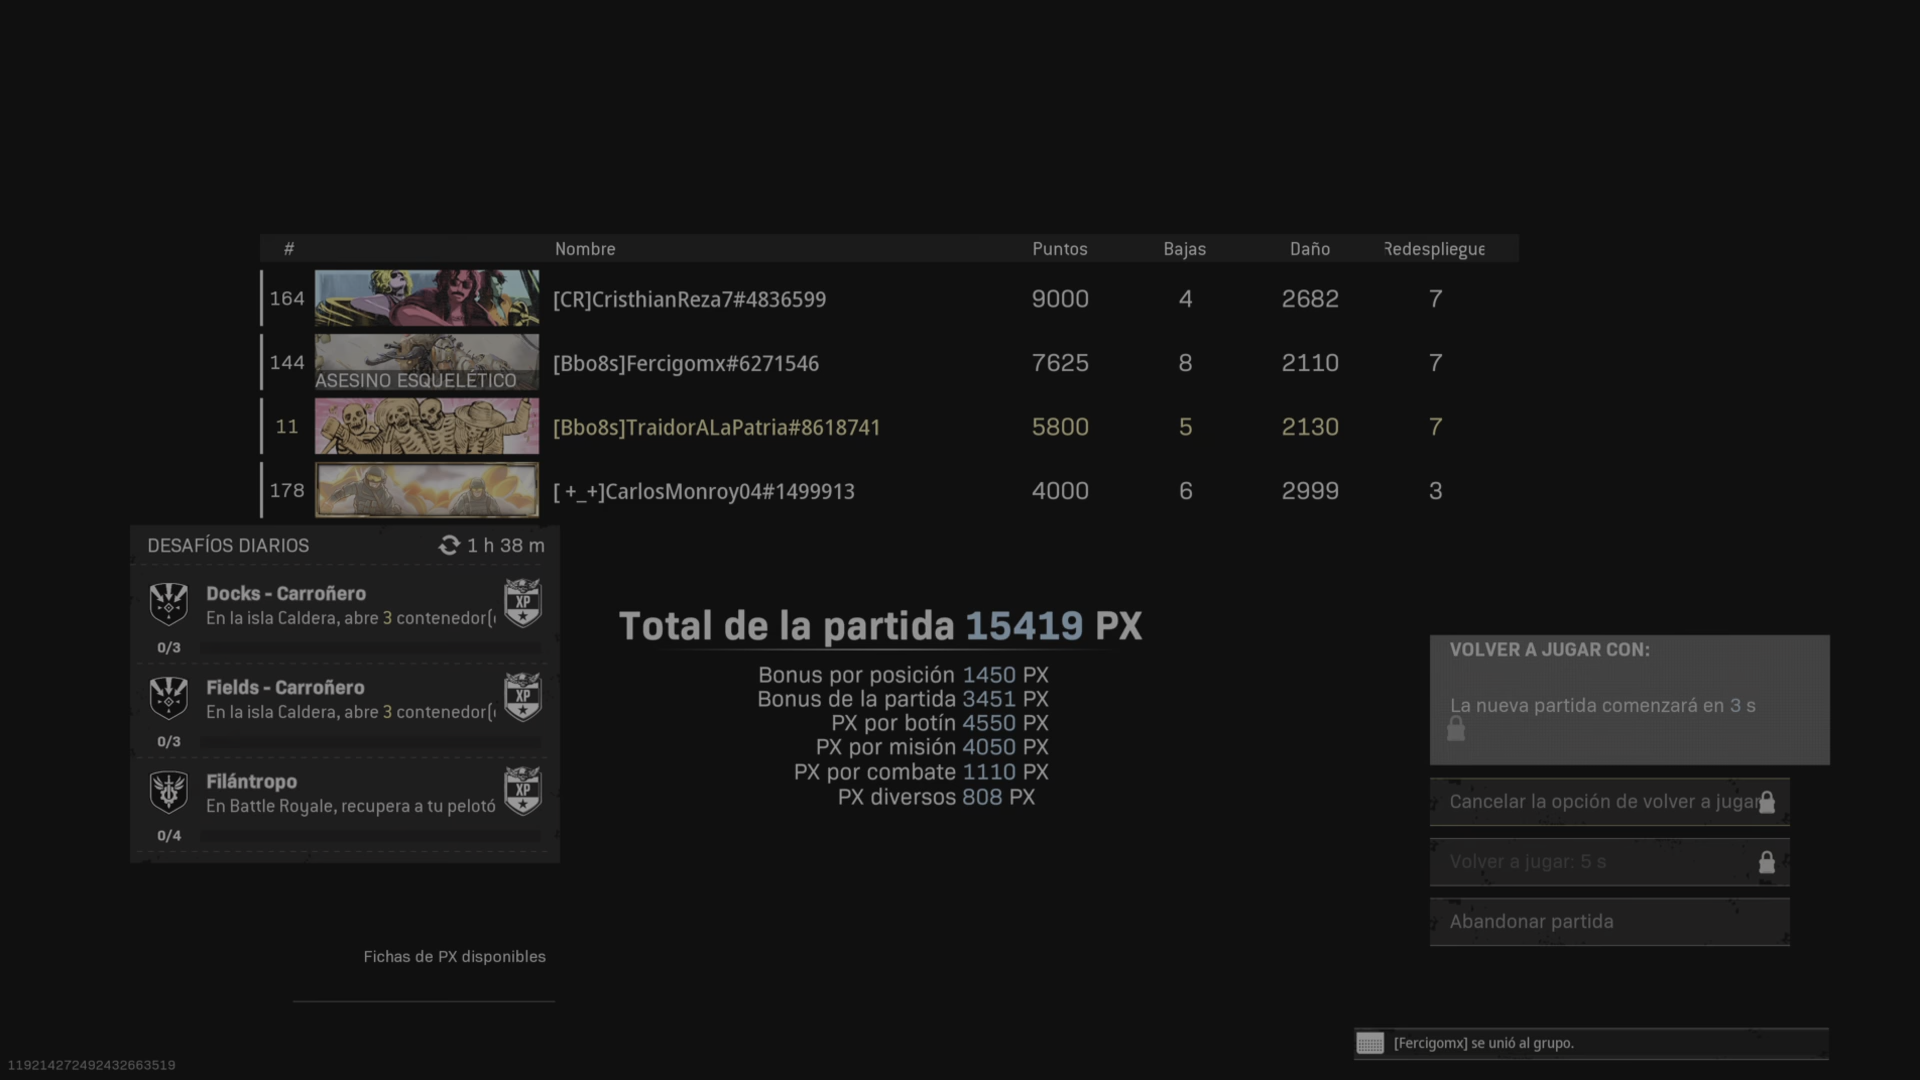 # Nombre Puntos Bajas Daño Redespliegue
164 [CR]CristhianReza7#4836599 9000 4 2682 7
144 ASESINO ESQUELÉTICO [Bbo8s]Fercigomx#6271546 7625 8 2110 7
11 [Bbo8s]TraidorALaPatria#8618741 5800 5 2130 7
178 [ +_+]CarlosMonroy04#1499913 4000 6 2999 3
DESAFÍOS DIARIOS 1 h 38 m
Docks - Carroñero
En la isla Caldera, abre 3 contenedor(
XP
0/3
Fields - Carroñero
En la isla Caldera, abre 3 contenedor(
XP
0/3
Filántropo
En Battle Royale, recupera a tu pelotó
XP
0/4
Total de la partida 15419 PX
Bonus por posición 1450 PX
Bonus de la partida 3451 PX
PX por botín 4550 PX
PX por misión 4050 PX
PX por combate 1110 PX
PX diversos 808 PX
VOLVER A JUGAR CON:
La nueva partida comenzará en 3 s
Cancelar la opción de volver a jugar
Volver a jugar: 5 s
Abandonar partida
Fichas de PX disponibles
[Fercigomx] se unió al grupo.
119214272492432663519